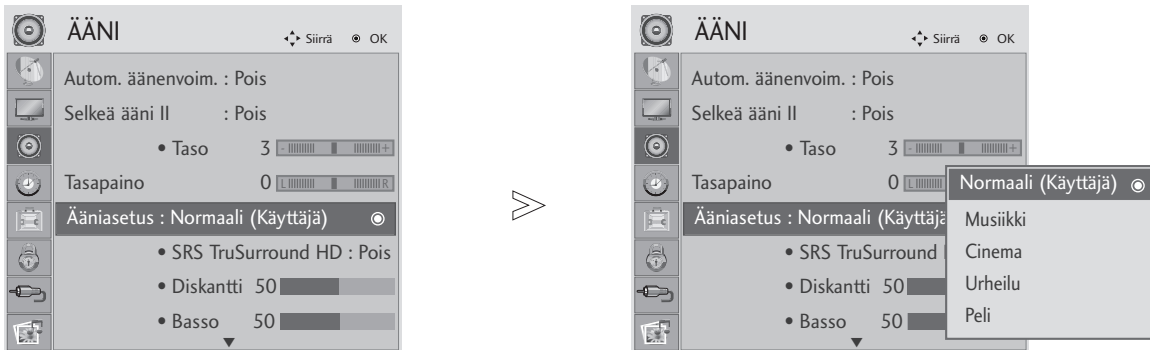 ÄÄNI Siirrä OK
Autom. äänenvoim. : Pois
Selkeä ääni II : Pois
• Taso 3 - +
Tasapaino 0 L R
Ääniasetus : Normaali (Käyttäjä)
• SRS TruSurround HD : Pois
• Diskantti 50
• Basso 50
ÄÄNI Siirrä OK
Autom. äänenvoim. : Pois
Selkeä ääni II : Pois
• Taso 3 - +
Tasapaino 0 L
Ääniasetus : Normaali (Käyttäjä
• SRS TruSurround
• Diskantti 50
• Basso 50
Normaali (Käyttäjä)
Musiikki
Cinema
Urheilu
Peli